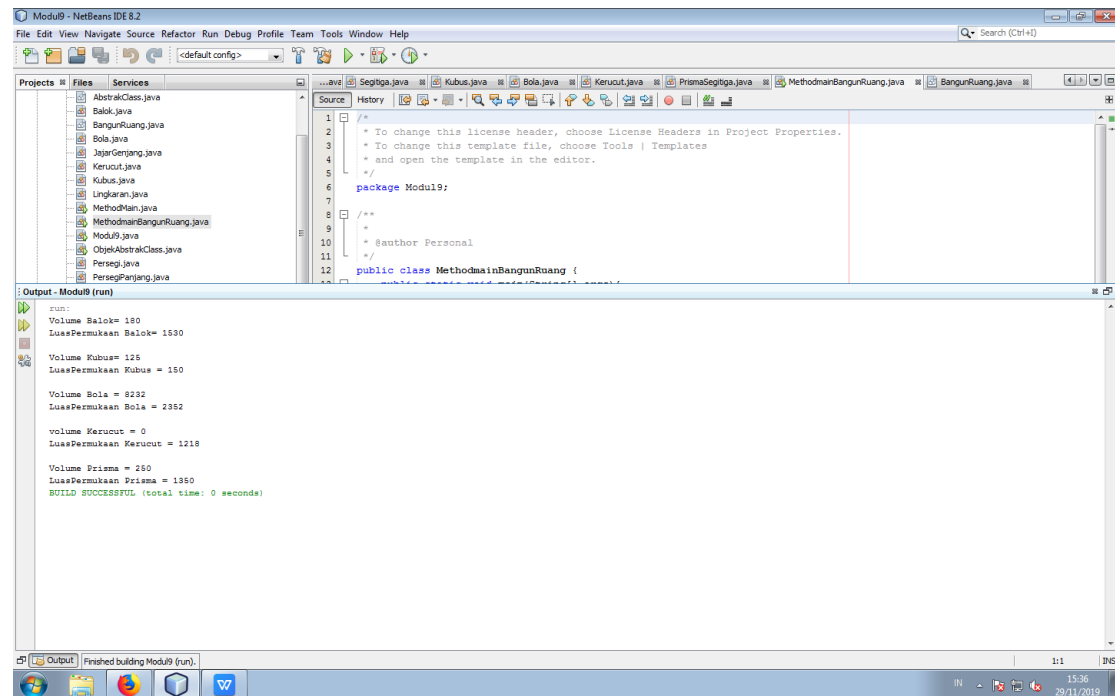 Modul9 - NetBeans IDE 8.2
File Edit View Navigate Source Refactor Run Debug Profile Team Tools Window Help
Search (Ctrl+I)
<default config>
Projects Files Services
...ava Segitiga.java Kubus.java Bola.java Kerucut.java PrismaSegitiga.java MethodmainBangunRuang.java BangunRuang.java
Source History
AbstrakClass.java
Balok.java
BangunRuang.java
Bola.java
JajarGenjang.java
Kerucut.java
Kubus.java
Lingkaran.java
MethodMain.java
MethodmainBangunRuang.java
Modul9.java
ObjekAbstrakClass.java
Persegi.java
PersegiPanjang.java
1 /*
2 * To change this license header, choose License Headers in Project Properties.
3 * To change this template file, choose Tools | Templates
4 * and open the template in the editor.
5 */
6 package Modul9;
7
8 /**
9 *
10 * @author Personal
11 */
12 public class MethodmainBangunRuang {
13 public static void main(String[] args){
Output - Modul9 (run)
run:
Volume Balok= 180
LuasPermukaan Balok= 1530
Volume Kubus= 125
LuasPermukaan Kubus = 150
Volume Bola = 8232
LuasPermukaan Bola = 2352
volume Kerucut = 0
LuasPermukaan Kerucut = 1218
Volume Prisma = 250
LuasPermukaan Prisma = 1350
BUILD SUCCESSFUL (total time: 0 seconds)
Output Finished building Modul9 (run).
1:1 INS
IN 15:36
29/11/2019